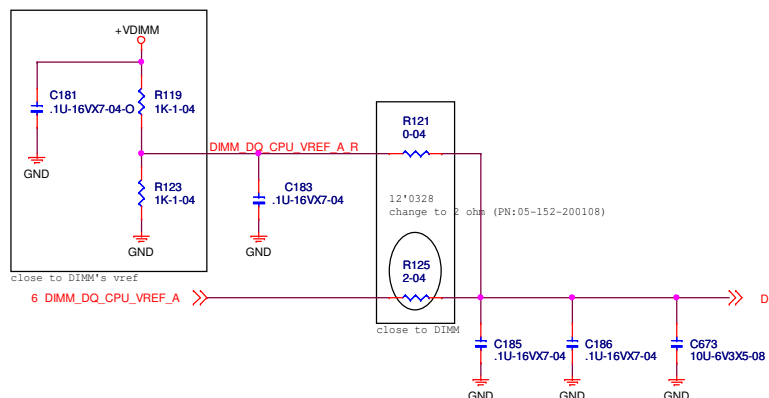 +VDIMM
C181
.1U-16VX7-04-O
R119
1K-1-04
GND
DIMM_DQ_CPU_VREF_A_R
R121
0-04
R123
1K-1-04
GND
C183
.1U-16VX7-04
GND
12'0328
change to 2 ohm (PN:05-152-200108)
close to DIMM's vref
R125
2-04
6 DIMM_DQ_CPU_VREF_A
D
close to DIMM
C185
.1U-16VX7-04
C186
.1U-16VX7-04
C673
10U-6V3X5-08
GND
GND
GND